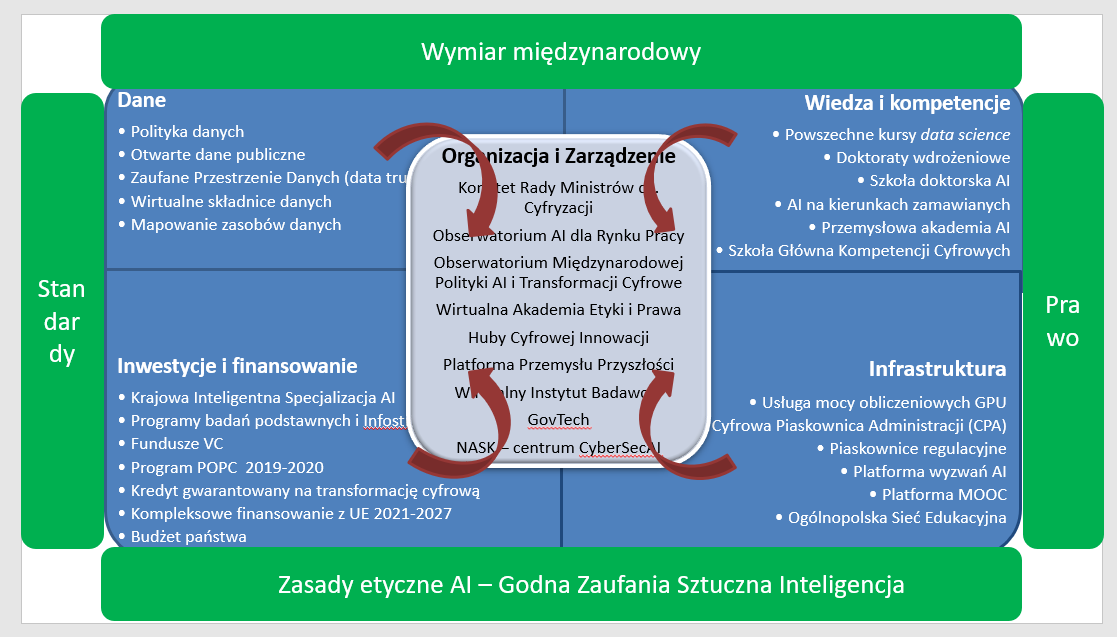 Wymiar międzynarodowy
Stan
dar
dy
Dane
• Polityka danych
• Otwarte dane publiczne
• Zaufane Przestrzenie Danych (data tru
• Wirtualne składnice danych
• Mapowanie zasobów danych
Wiedza i kompetencje
• Powszechne kursy data science
• Doktoraty wdrożeniowe
• Szkoła doktorska AI
• AI na kierunkach zamawianych
• Przemysłowa akademia AI
• Szkoła Główna Kompetencji Cyfrowych
Organizacja i Zarządzenie
Rady Ministrów
Cyfryzacji
Obserwatorium AI dla Rynku Pracy
Obserwatorium Międzynarodowej
Polityki AI i Transformacji Cyfrowe
Wirtualna Akademia Etyki i Prawa
Huby Cyfrowej Innowacji
Platforma Przemysłu Przyszłości
Instytut
GovTech
NASK – centrum CyberSecAI
Inwestycje i finansowanie
• Krajowa Inteligentna Specjalizacja AI
• Programy badań podstawnych i Infost
• Fundusze VC
• Program POPC 2019-2020
• Kredyt gwarantowany na transformację cyfrową
• Kompleksowe finansowanie z UE 2021-2027
• Budżet państwa
Infrastruktura
• Usługa mocy obliczeniowych GPU
Cyfrowa Piaskownica Administracji (CPA)
• Piaskownice regulacyjne
• Platforma wyzwań AI
• Platforma MOOC
• Ogólnopolska Sieć Edukacyjna
Pra
wo
Zasady etyczne AI – Godna Zaufania Sztuczna Inteligencja